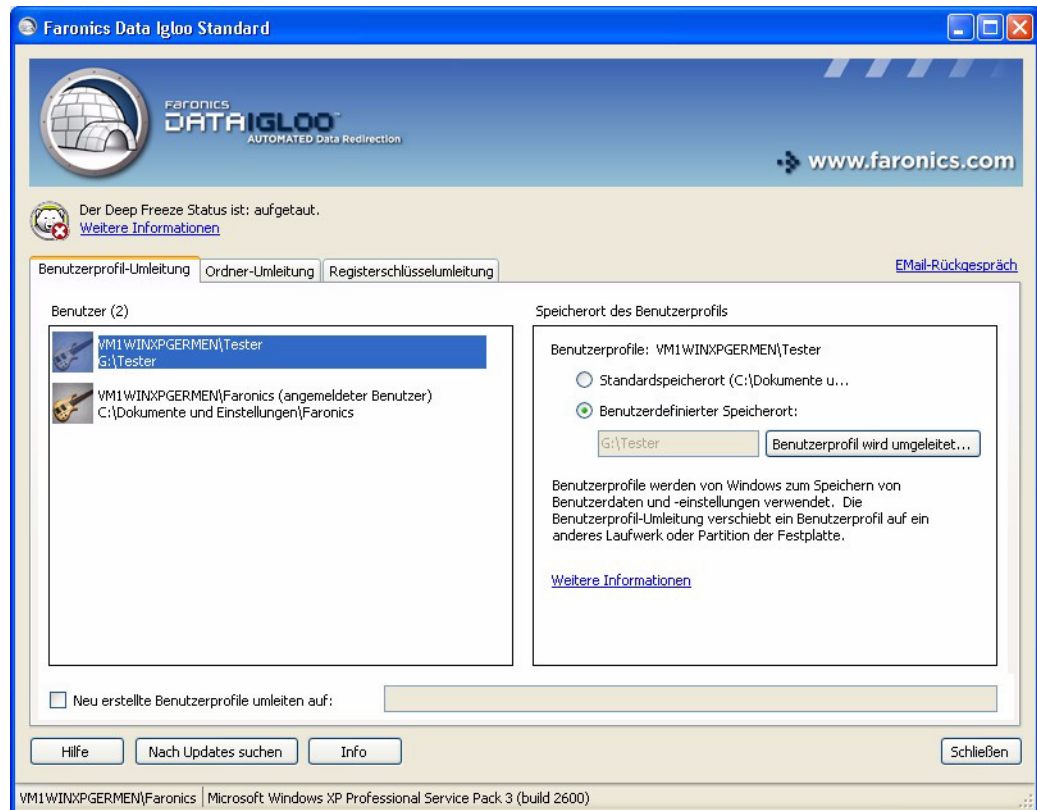 Faronics Data Igloo Standard
FARONICS
DATAIGLOO™
AUTOMATED Data Redirection
www.faronics.com
Der Deep Freeze Status ist: aufgetaut.
Weitere Informationen
Benutzerprofil-Umleitung
Ordner-Umleitung
Registerschlüsselumleitung
EMail-Rückgespräch
Benutzer (2)
VM1WINXPGERMEN\Tester
G:\Tester
VM1WINXPGERMEN\Faronics (angemeldeter Benutzer)
C:\Dokumente und Einstellungen\Faronics
Speicherort des Benutzerprofils
Benutzerprofile: VM1WINXPGERMEN\Tester
Standardspeicherort (C:\Dokumente u...
Benutzerdefinierter Speicherort:
G:\Tester
Benutzerprofil wird umgeleitet...
Benutzerprofile werden von Windows zum Speichern von
Benutzerdaten und -einstellungen verwendet. Die
Benutzerprofil-Umleitung verschiebt ein Benutzerprofil auf ein
anderes Laufwerk oder Partition der Festplatte.
Weitere Informationen
Neu erstellte Benutzerprofile umleiten auf:
Hilfe
Nach Updates suchen
Info
Schließen
VM1WINXPGERMEN\Faronics
Microsoft Windows XP Professional Service Pack 3 (build 2600)